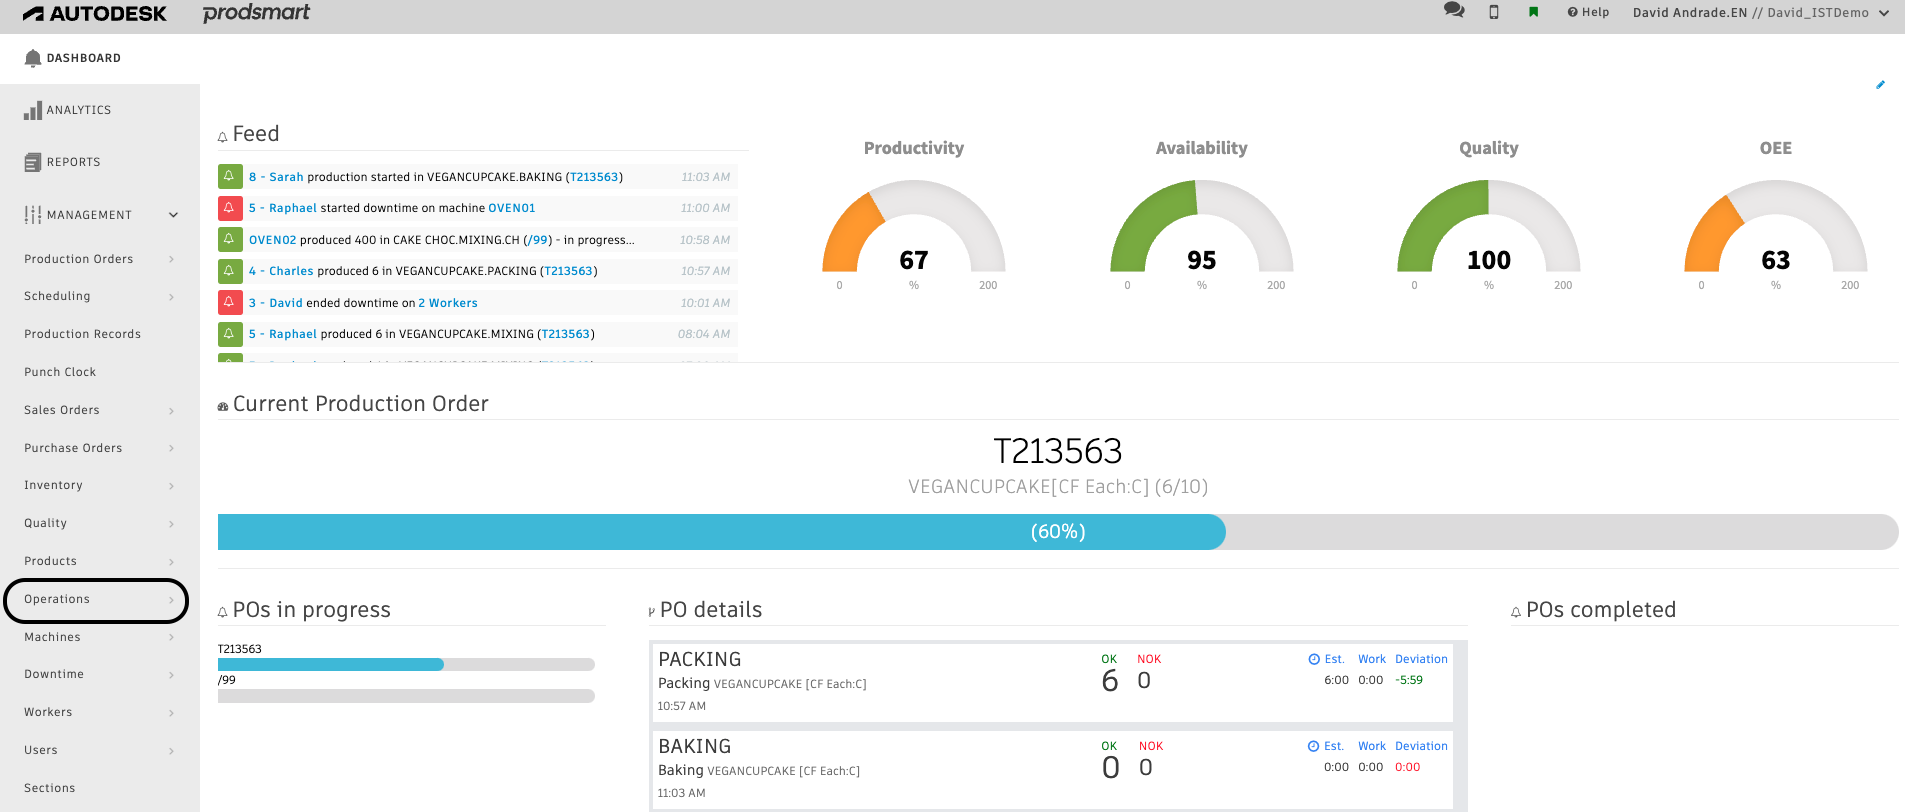 AUTODESK prodsmart
Help David Andrade.EN // David_ISTDemo
DASHBOARD
ANALYTICS
REPORTS
MANAGEMENT
Production Orders
Scheduling
Production Records
Punch Clock
Sales Orders
Purchase Orders
Inventory
Quality
Products
Operations
Machines
Downtime
Workers
Users
Sections
Feed
8 - Sarah production started in VEGANCUPCAKE.BAKING (T213563) 11:03 AM
5 - Raphael started downtime on machine OVEN01 11:00 AM
OVEN02 produced 400 in CAKE CHOC.MIXING.CH (/99) - in progress... 10:58 AM
4 - Charles produced 6 in VEGANCUPCAKE.PACKING (T213563) 10:57 AM
3 - David ended downtime on 2 Workers 10:01 AM
5 - Raphael produced 6 in VEGANCUPCAKE.MIXING (T213563) 08:04 AM
Productivity
67
0 % 200
Availability
95
0 % 200
Quality
100
0 % 200
OEE
63
0 % 200
Current Production Order
T213563
VEGANCUPCAKE[CF Each:C] (6/10)
(60%)
POs in progress
T213563
/99
PO details
PACKING OK NOK Est. Work Deviation
Packing VEGANCUPCAKE [CF Each:C] 6 0 6:00 0:00 -5:59
10:57 AM
BAKING OK NOK Est. Work Deviation
Baking VEGANCUPCAKE [CF Each:C] 0 0 0:00 0:00 0:00
11:03 AM
POs completed